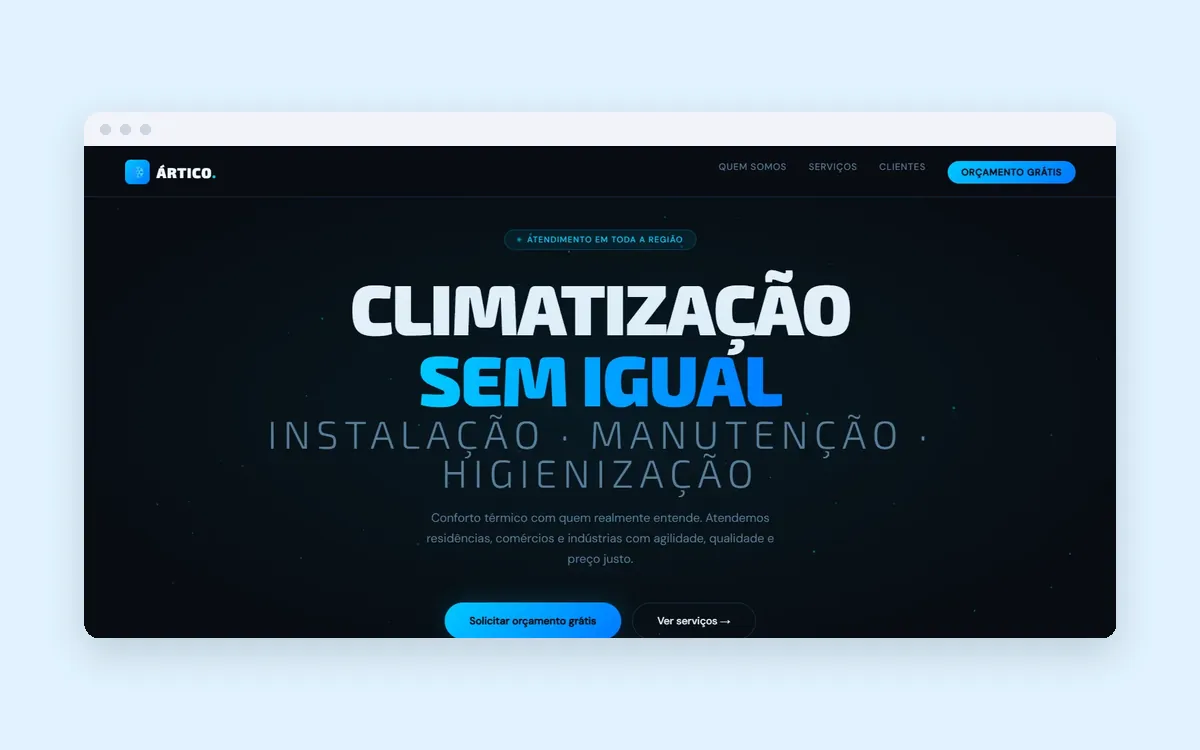 ÁRTICO.
QUEM SOMOS
SERVIÇOS
CLIENTES
ORÇAMENTO GRÁTIS
ATENDIMENTO EM TODA A REGIÃO
CLIMATIZAÇÃO
SEM IGUAL
INSTALAÇÃO · MANUTENÇÃO ·
HIGIENIZAÇÃO
Conforto térmico com quem realmente entende. Atendemos
residências, comércios e indústrias com agilidade, qualidade e
preço justo.
Solicitar orçamento grátis
Ver serviços →